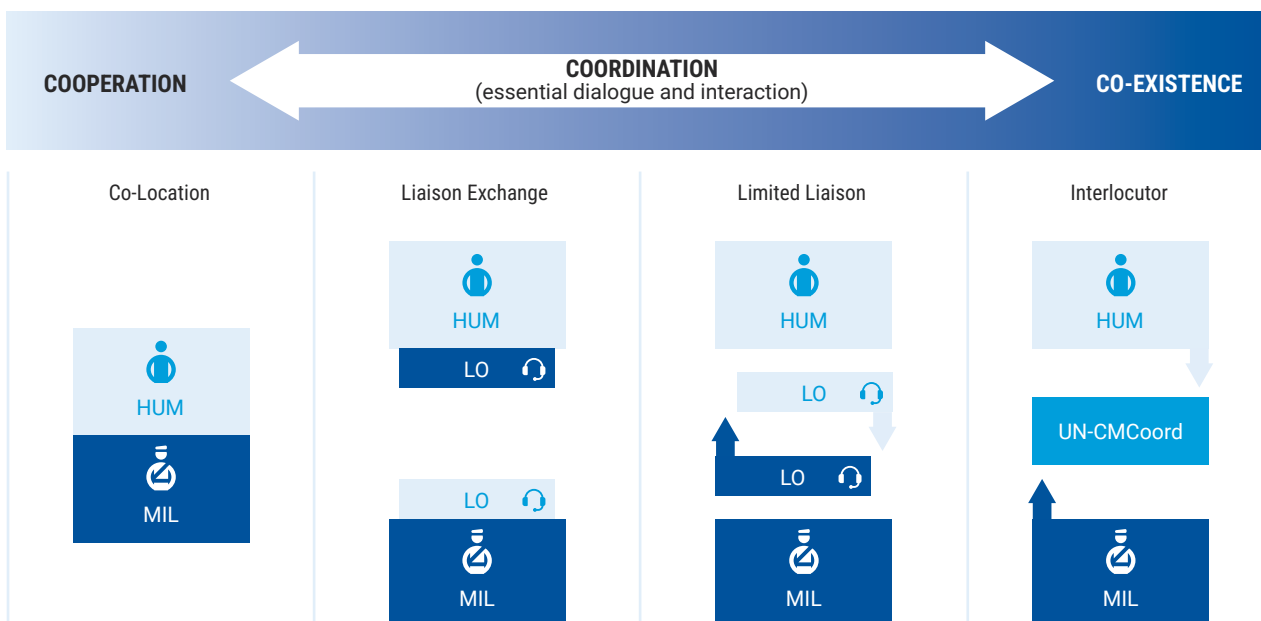 COOPERATION
COORDINATION
(essential dialogue and interaction)
CO-EXISTENCE
Co-Location
HUM
MIL
Liaison Exchange
HUM
LO
LO
MIL
Limited Liaison
HUM
LO
LO
MIL
Interlocutor
HUM
UN-CMCoord
MIL